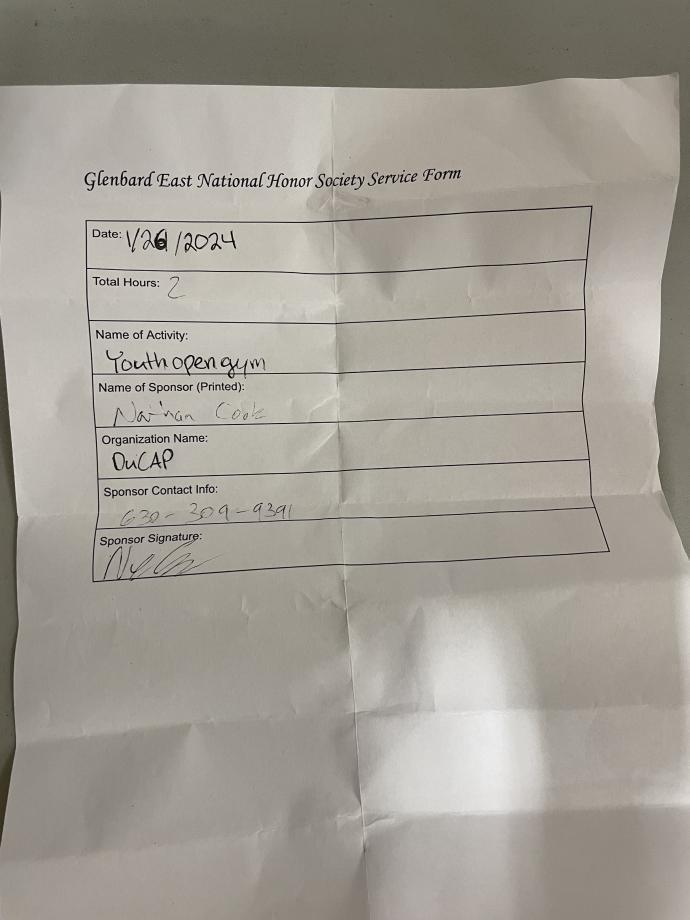 Glenbard East National Honor Society Service Form
Date: 1/26/2024
Total Hours: 2
Name of Activity:
Youth open gym
Name of Sponsor (Printed):
Nathan Cook
Organization Name:
DuCAP
Sponsor Contact Info:
630-309-9391
Sponsor Signature: